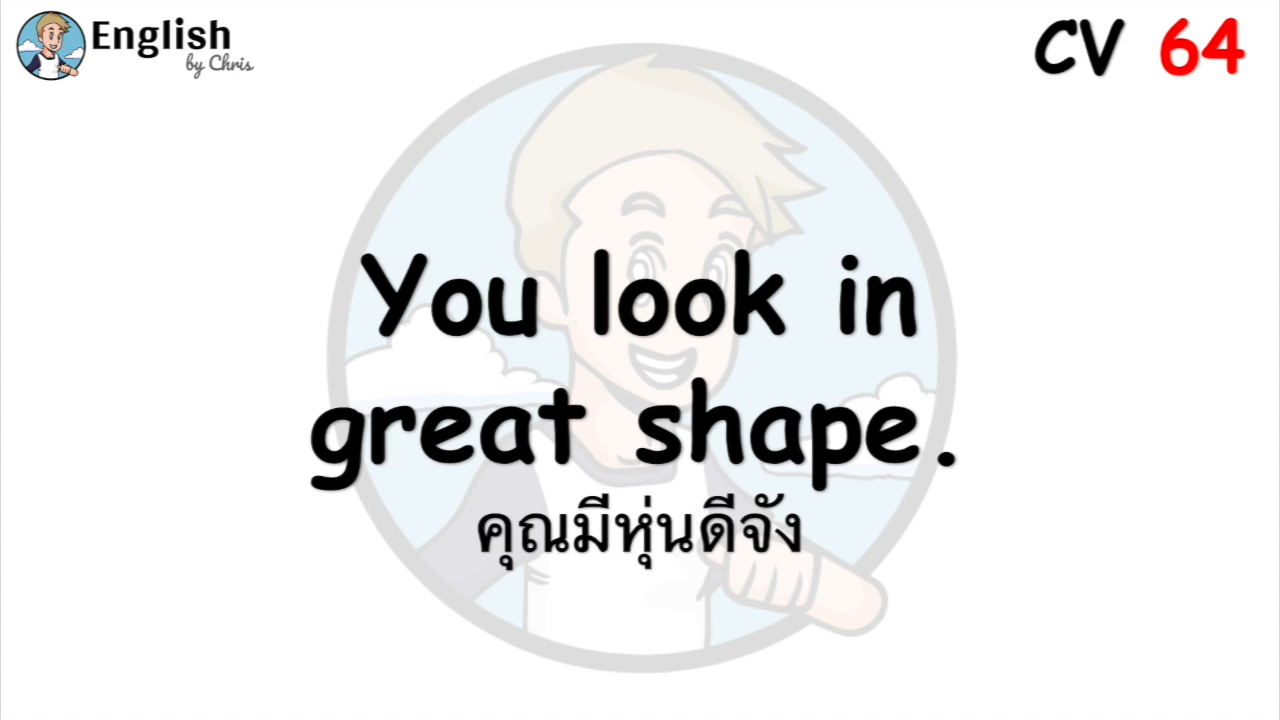 English
by Chris
CV 64
You look in
great shape.
คุณมีหุ่นดีจัง